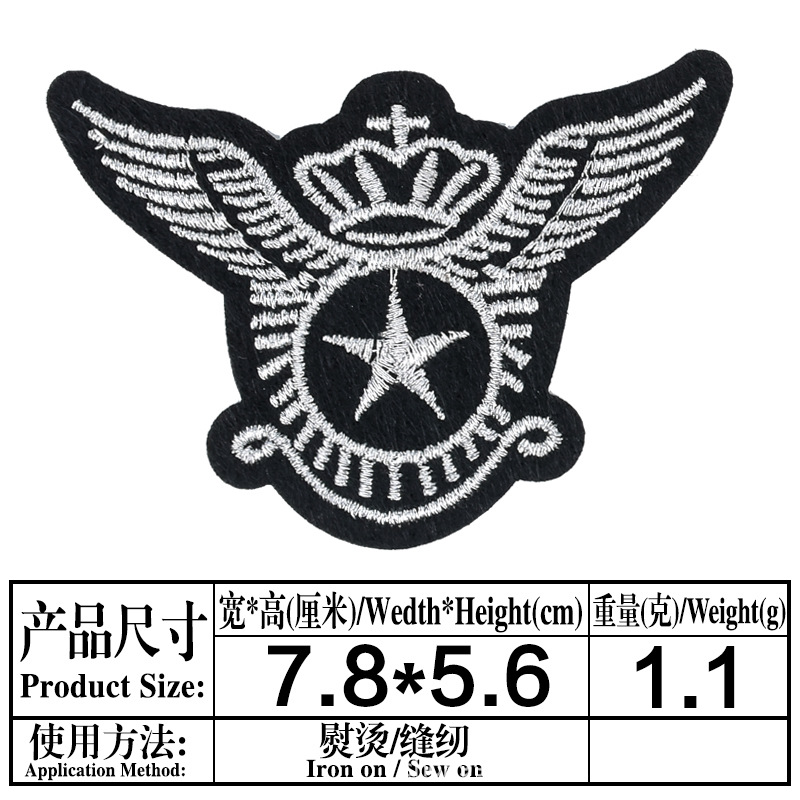 产品尺寸
Product Size:
宽*高(厘米)/Wedth*Height(cm)
重量(克)/Weight(g)
7.8*5.6
1.1
使用方法:
Application Method:
熨烫/缝纫
Iron on / Sew on